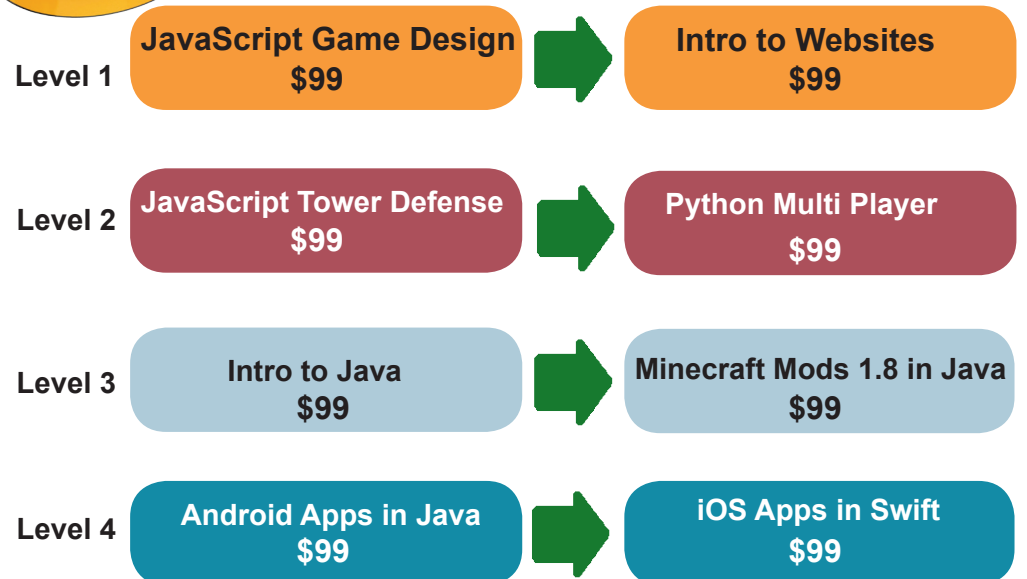 Level 1
JavaScript Game Design
$99
Intro to Websites
$99
Level 2
JavaScript Tower Defense
$99
Python Multi Player
$99
Level 3
Intro to Java
$99
Minecraft Mods 1.8 in Java
$99
Level 4
Android Apps in Java
$99
iOS Apps in Swift
$99